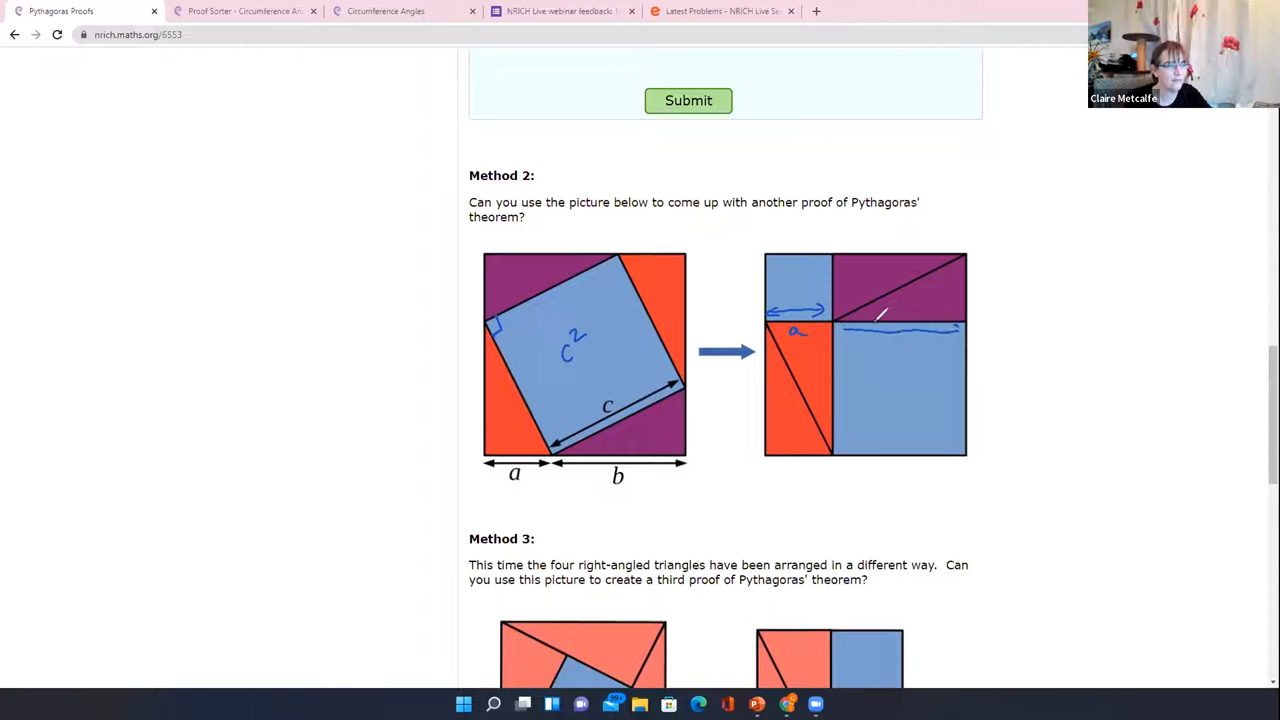 Pythagoras Proofs
Proof Sorter - Circumference An
Circumference Angles
NRICH Live webinar feedback:
Latest Problems - NRICH Live Se
nrich.maths.org/6553
Claire Metcalfe
Submit
Method 2:
Can you use the picture below to come up with another proof of Pythagoras'
theorem?
c²
c
a
b
a
Method 3:
This time the four right-angled triangles have been arranged in a different way. Can
you use this picture to create a third proof of Pythagoras' theorem?
99+